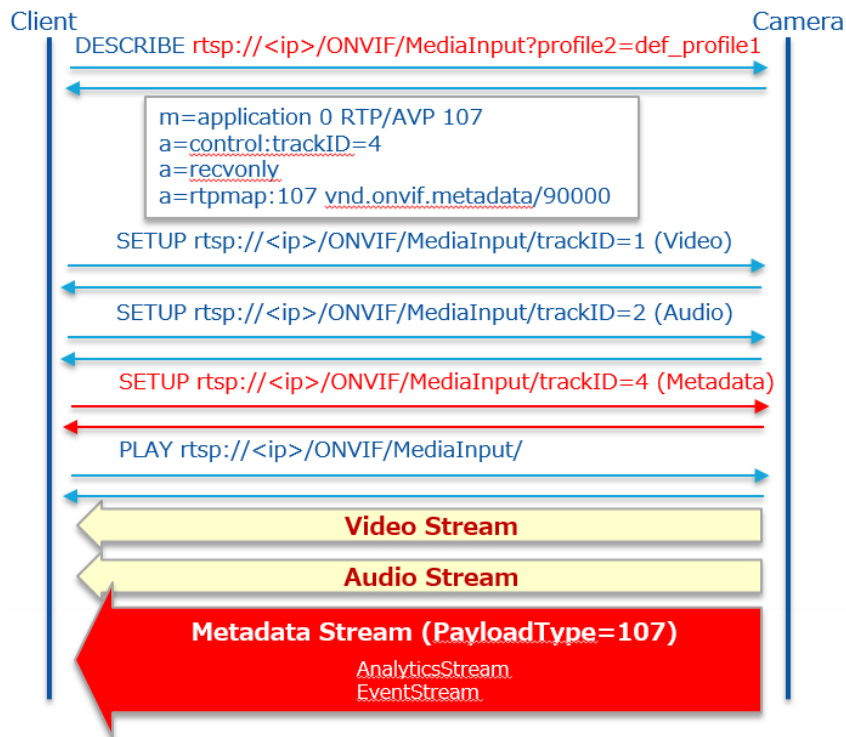 Client
Camera
DESCRIBE rtsp://<ip>/ONVIF/MediaInput?profile2=def_profile1
m=application 0 RTP/AVP 107
a=control:trackID=4
a=recvonly
a=rtpmap:107 vnd.onvif.metadata/90000
SETUP rtsp://<ip>/ONVIF/MediaInput/trackID=1 (Video)
SETUP rtsp://<ip>/ONVIF/MediaInput/trackID=2 (Audio)
SETUP rtsp://<ip>/ONVIF/MediaInput/trackID=4 (Metadata)
PLAY rtsp://<ip>/ONVIF/MediaInput/
Video Stream
Audio Stream
Metadata Stream (PayloadType=107)
AnalyticsStream
EventStream